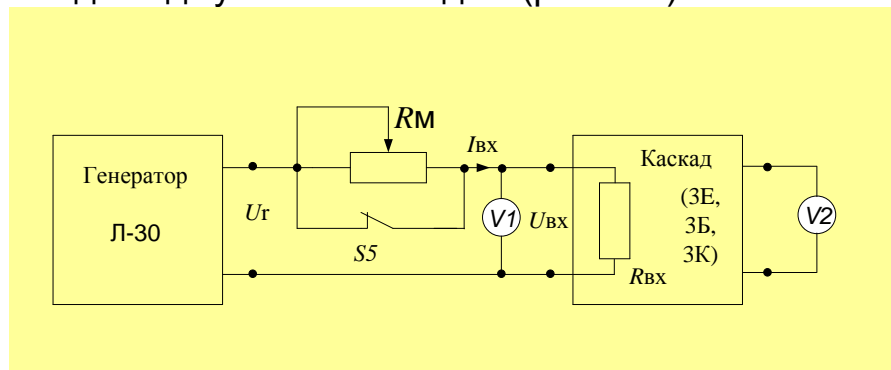 Rм
Iвх
Генератор
Л-30
Uг
S5
V1
Uвх
Каскад
(ЗЕ,
ЗБ,
ЗК)
Rвх
V2